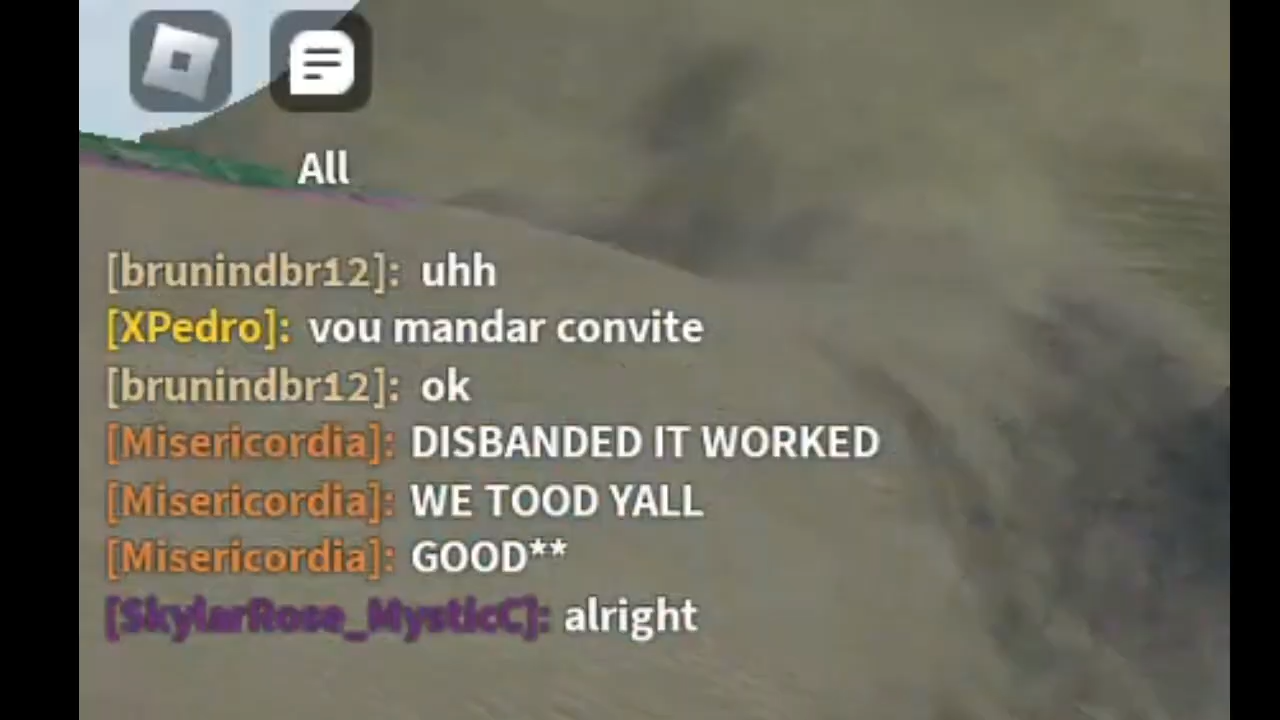 All
[brunindbr12]: uhh
[XPedro]: vou mandar convite
[brunindbr12]: ok
[Misericordia]: DISBANDED IT WORKED
[Misericordia]: WE TOOD YALL
[Misericordia]: GOOD**
[SkylarRose_MysticC]: alright